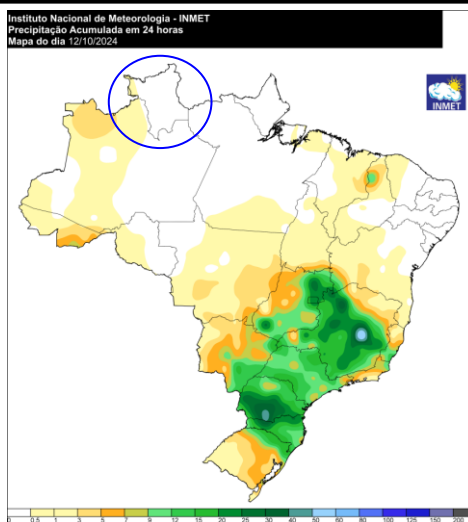 Instituto Nacional de Meteorologia - INMET
Precipitação Acumulada em 24 horas
Mapa do dia 12/10/2024
INMET
0 0.5 1 3 5 7 9 12 15 20 25 30 40 50 60 80 100 125 150 200